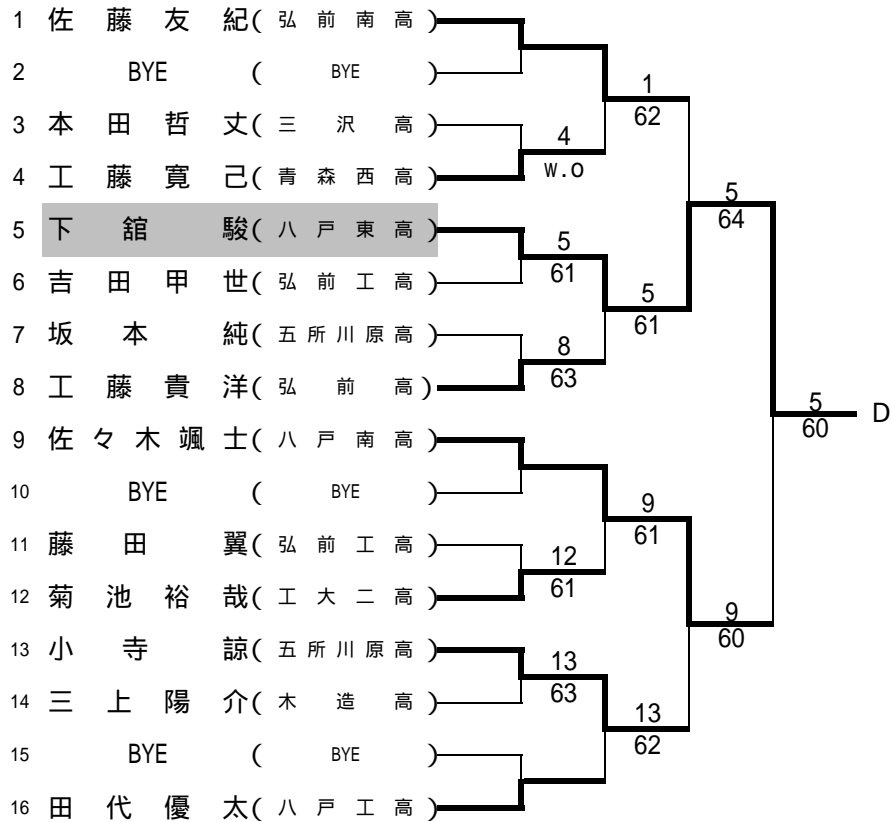 1 佐藤友紀(弘前南高)
2 BYE (BYE)
3 本田哲丈(三沢高)
4 工藤寛己(青森西高)
5 下舘駿(八戸東高)
6 吉田甲世(弘前工高)
7 坂本純(五所川原高)
8 工藤貴洋(弘前高)
9 佐々木颯士(八戸南高)
10 BYE (BYE)
11 藤田翼(弘前工高)
12 菊池裕哉(工大二高)
13 小寺諒(五所川原高)
14 三上陽介(木造高)
15 BYE (BYE)
16 田代優太(八戸工高)
4
w.o
5
61
8
63
12
61
13
63
1
62
5
61
9
61
13
62
5
64
9
60
5
60
D